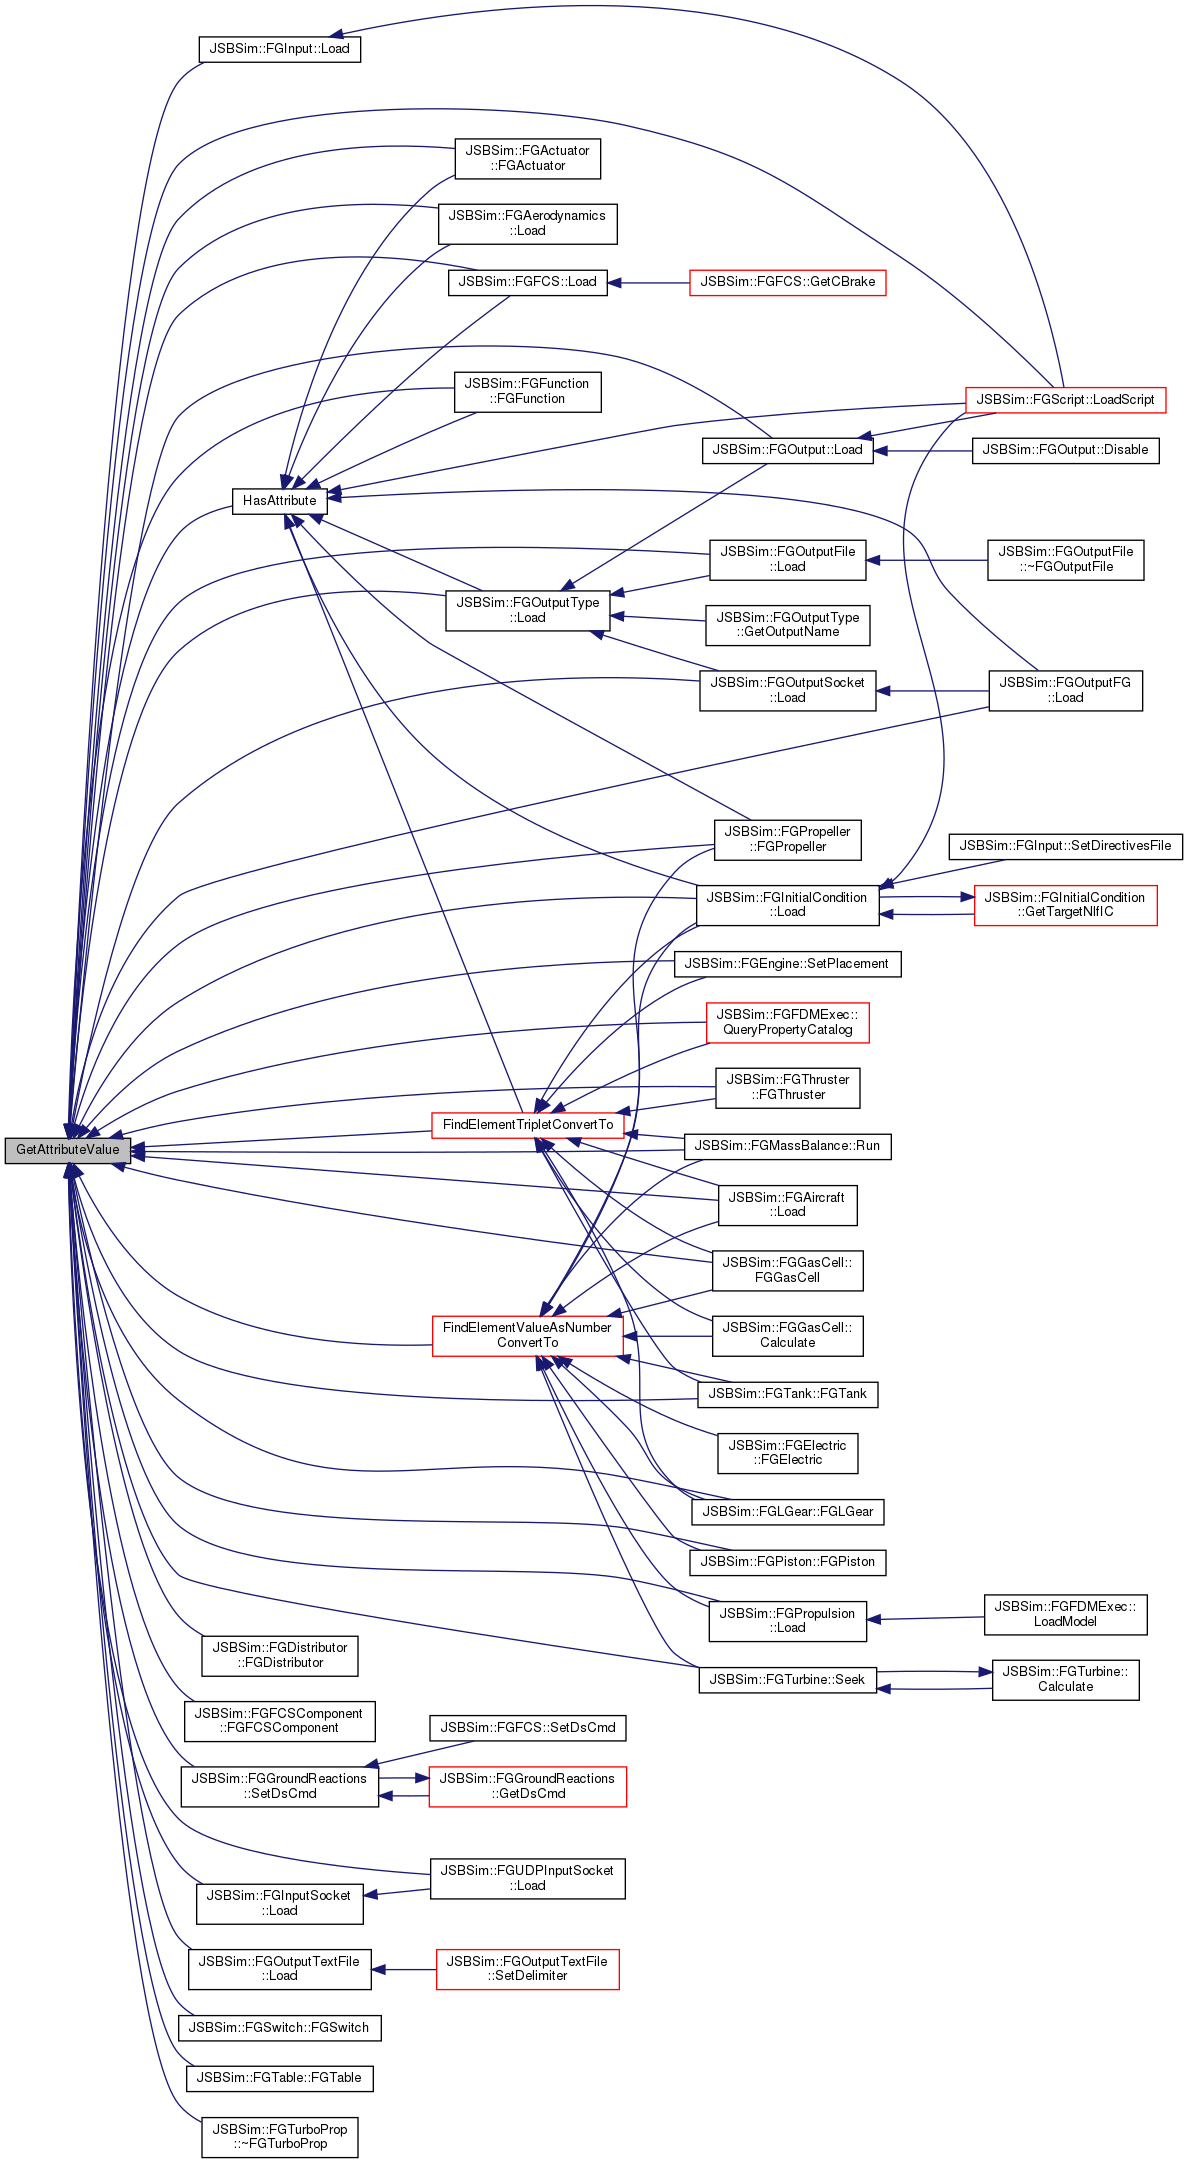 JSBSim::FGInput::Load
JSBSim::FGActuator
::FGActuator
JSBSim::FGAerodynamics
::Load
JSBSim::FGFCS::Load
JSBSim::FGFCS::GetCBrake
JSBSim::FGFunction
::FGFunction
JSBSim::FGScript::LoadScript
JSBSim::FGOutput::Load
JSBSim::FGOutput::Disable
HasAttribute
JSBSim::FGOutputFile
::Load
JSBSim::FGOutputFile
::~FGOutputFile
JSBSim::FGOutputType
::Load
JSBSim::FGOutputType
::GetOutputName
JSBSim::FGOutputSocket
::Load
JSBSim::FGOutputFG
::Load
JSBSim::FGPropeller
::FGPropeller
JSBSim::FGInput::SetDirectivesFile
JSBSim::FGInitialCondition
::Load
JSBSim::FGInitialCondition
::GetTargetNlfIC
JSBSim::FGEngine::SetPlacement
JSBSim::FGFDMExec::
QueryPropertyCatalog
JSBSim::FGThruster
::FGThruster
FindElementTripletConvertTo
GetAttributeValue
JSBSim::FGMassBalance::Run
JSBSim::FGAircraft
::Load
JSBSim::FGGasCell::
FGGasCell
FindElementValueAsNumber
ConvertTo
JSBSim::FGGasCell::
Calculate
JSBSim::FGTank::FGTank
JSBSim::FGElectric
::FGElectric
JSBSim::FGLGear::FGLGear
JSBSim::FGPiston::FGPiston
JSBSim::FGPropulsion
::Load
JSBSim::FGFDMExec::
LoadModel
JSBSim::FGDistributor
::FGDistributor
JSBSim::FGTurbine::Seek
JSBSim::FGTurbine::
Calculate
JSBSim::FGFCSComponent
::FGFCSComponent
JSBSim::FGFCS::SetDsCmd
JSBSim::FGGroundReactions
::SetDsCmd
JSBSim::FGGroundReactions
::GetDsCmd
JSBSim::FGUDPInputSocket
::Load
JSBSim::FGInputSocket
::Load
JSBSim::FGOutputTextFile
::Load
JSBSim::FGOutputTextFile
::SetDelimiter
JSBSim::FGSwitch::FGSwitch
JSBSim::FGTable::FGTable
JSBSim::FGTurboProp
::~FGTurboProp